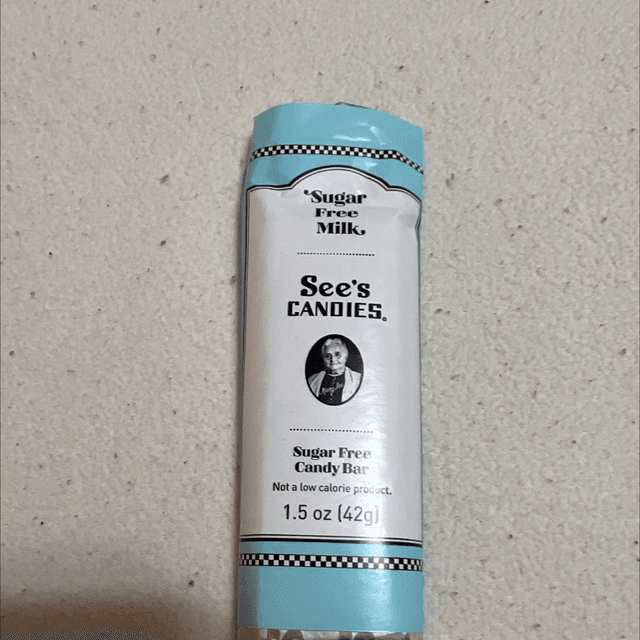 Sugar
Free
Milk
See's
CANDIES®
Sugar Free
Candy Bar
Not a low calorie product.
1.5 oz (42g)